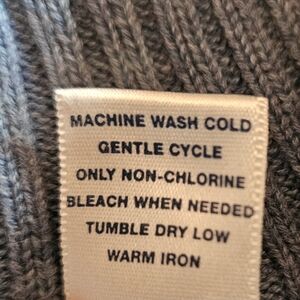 MACHINE WASH COLD
GENTLE CYCLE
ONLY NON-CHLORINE
BLEACH WHEN NEEDED
TUMBLE DRY LOW
WARM IRON